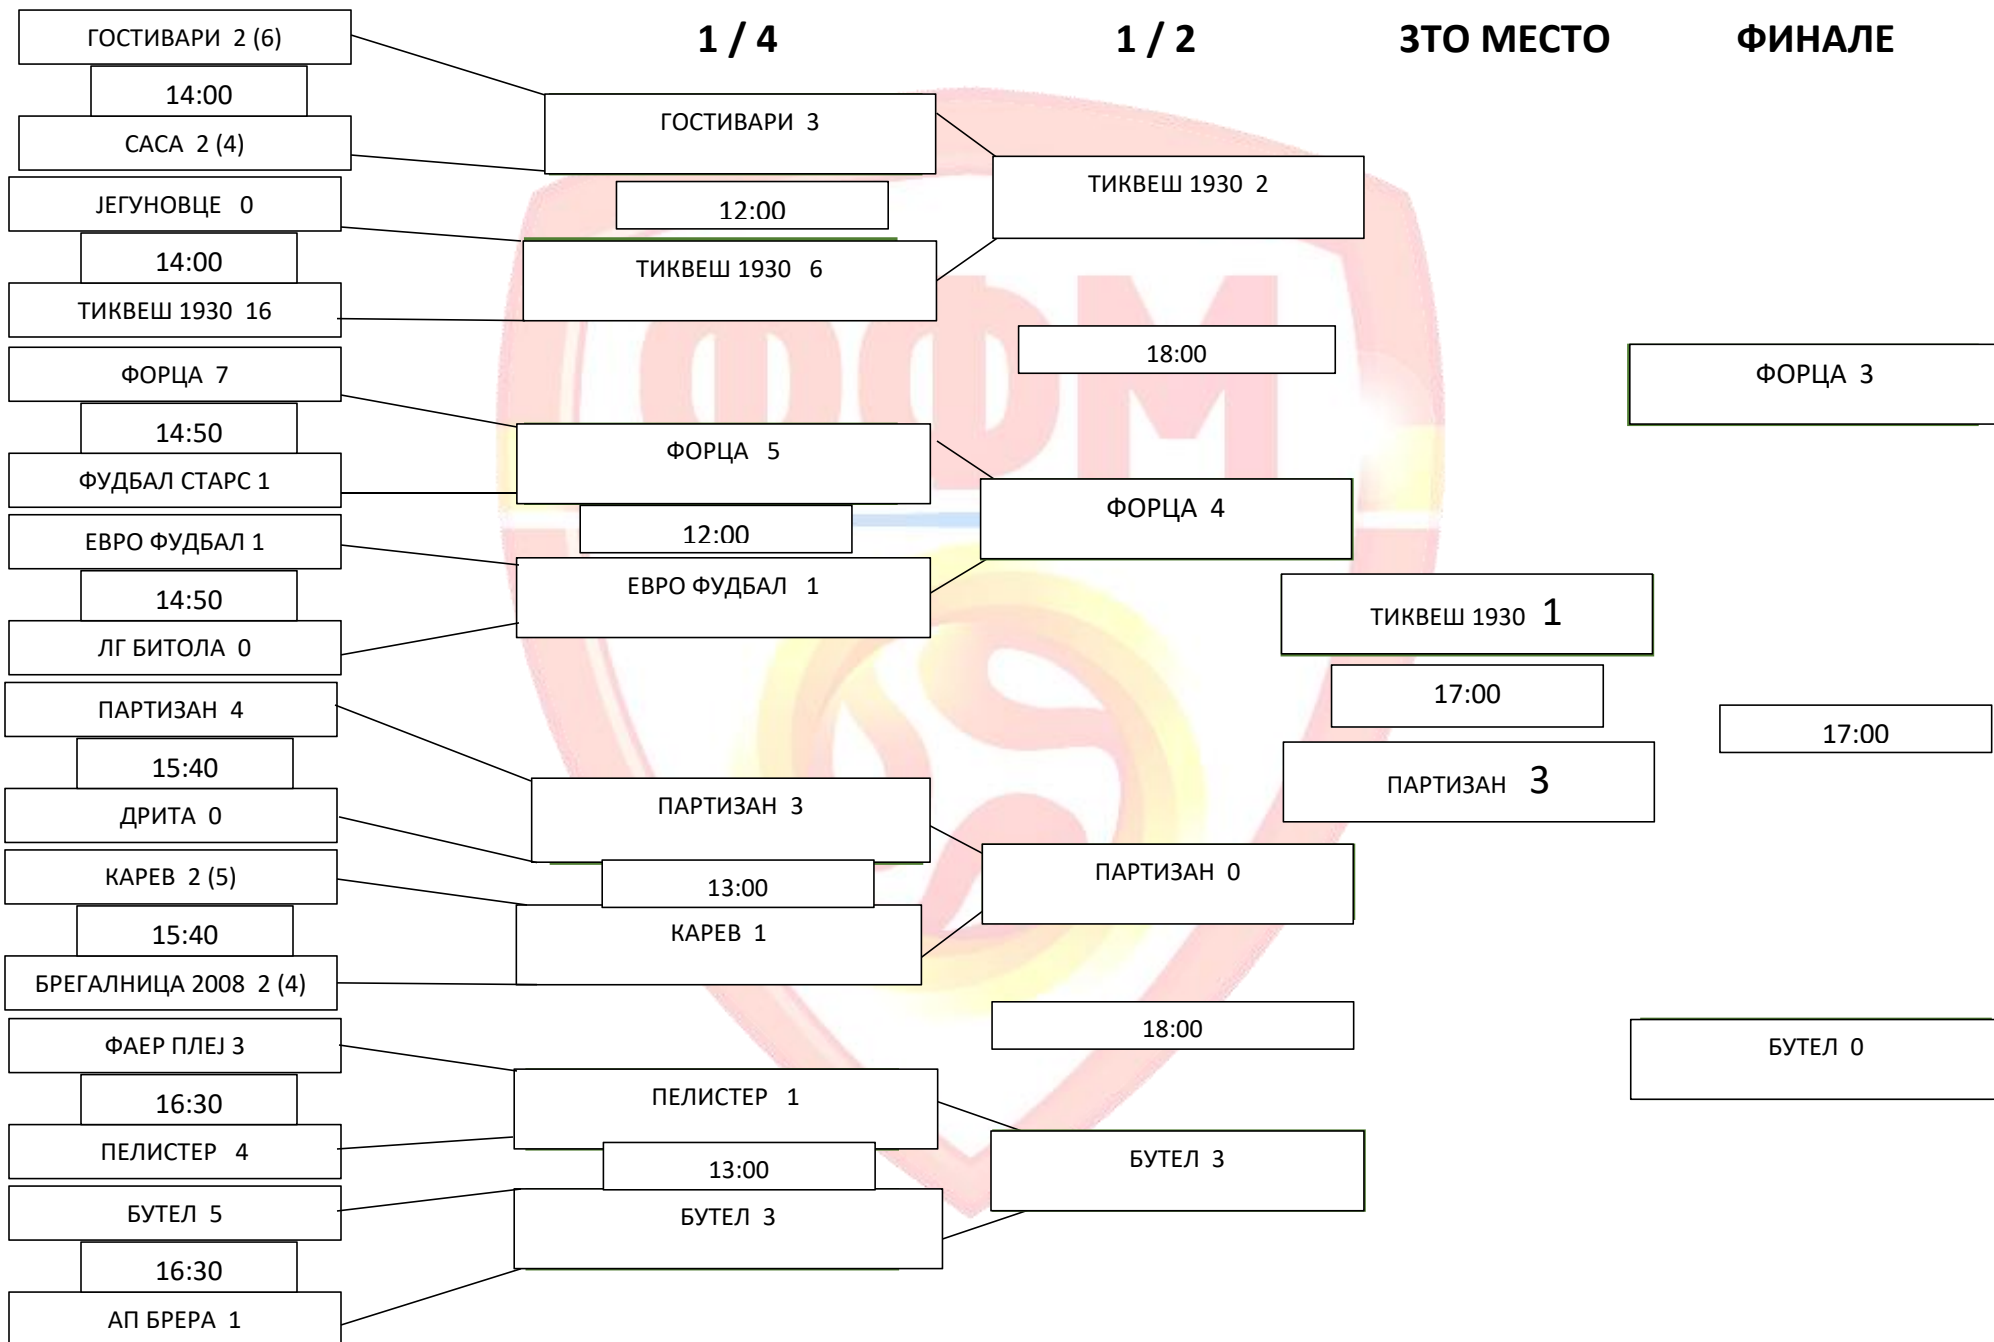 1 / 4
1 / 2
3ТО МЕСТО
ФИНАЛЕ
ГОСТИВАРИ 2 (6)
14:00
САСА 2 (4)
ЈЕГУНОВЦЕ 0
14:00
ТИКВЕШ 1930 16
ФОРЦА 7
14:50
ФУДБАЛ СТАРС 1
ЕВРО ФУДБАЛ 1
14:50
ЛГ БИТОЛА 0
ПАРТИЗАН 4
15:40
ДРИТА 0
КАРЕВ 2 (5)
15:40
БРЕГАЛНИЦА 2008 2 (4)
ФАЕР ПЛЕЈ 3
16:30
ПЕЛИСТЕР 4
БУТЕЛ 5
16:30
АП БРЕРА 1
ГОСТИВАРИ 3
12:00
ТИКВЕШ 1930 6
ФОРЦА 5
12:00
ЕВРО ФУДБАЛ 1
ПАРТИЗАН 3
13:00
КАРЕВ 1
ПЕЛИСТЕР 1
13:00
БУТЕЛ 3
ТИКВЕШ 1930 2
18:00
ФОРЦА 4
ПАРТИЗАН 0
18:00
БУТЕЛ 3
ТИКВЕШ 1930 1
17:00
ПАРТИЗАН 3
ФОРЦА 3
17:00
БУТЕЛ 0
ФФМ